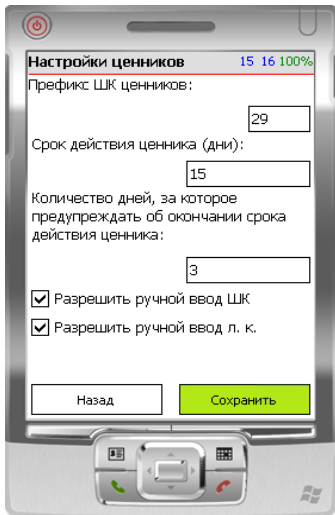 Настройки ценников 15 16 100%
Префикс ШК ценников:
29
Срок действия ценника (дни):
15
Количество дней, за которое
предупреждать об окончании срока
действия ценника:
3
Разрешить ручной ввод ШК
Разрешить ручной ввод л. к.
Назад Сохранить